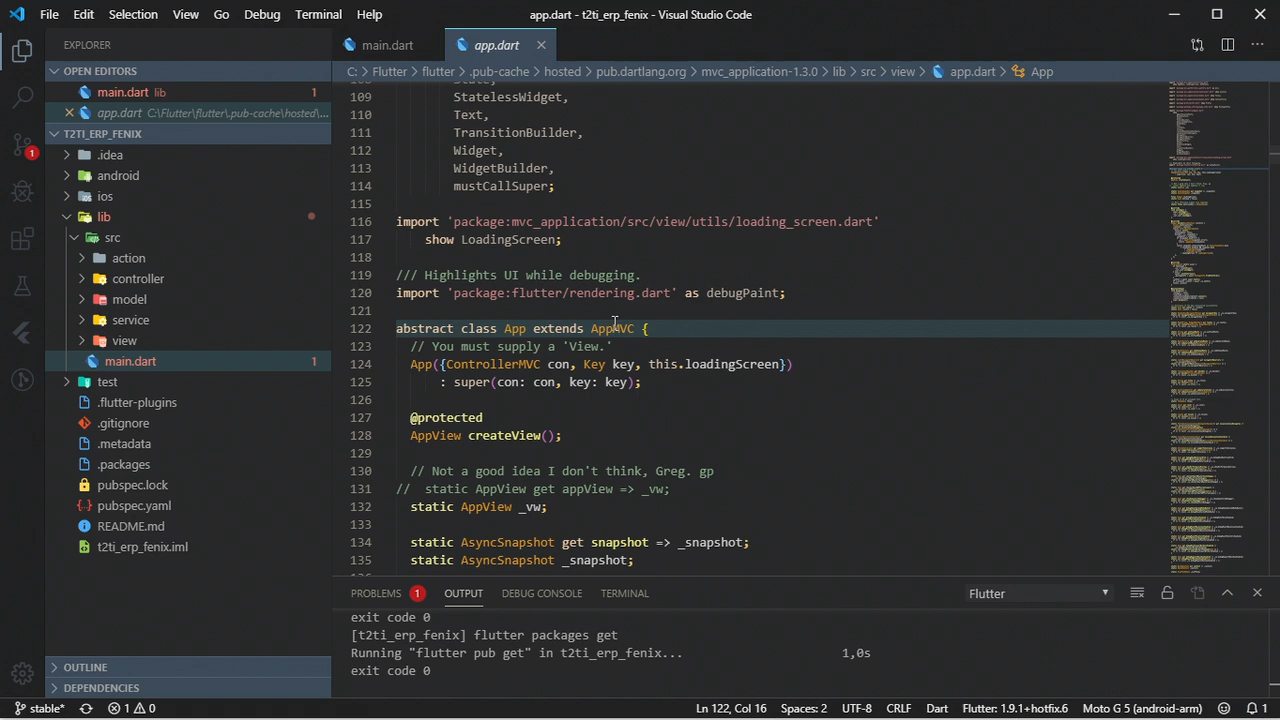 File Edit Selection View Go Debug Terminal Help
app.dart - t2ti_erp_fenix - Visual Studio Code
EXPLORER
OPEN EDITORS
main.dart lib 1
app.dart C:\Flutter\flutter\.pub-cache\hosted\...
T2TI_ERP_FENIX
.idea
android
ios
lib
src
action
controller
model
service
view
main.dart 1
test
.flutter-plugins
.gitignore
.metadata
.packages
pubspec.lock
pubspec.yaml
README.md
t2ti_erp_fenix.iml
OUTLINE
DEPENDENCIES
1
main.dart app.dart
C: > Flutter > flutter > .pub-cache > hosted > pub.dartlang.org > mvc_application-1.3.0 > lib > src > view > app.dart > App
109 StatelessWidget,
110 Text,
111 TransitionBuilder,
112 Widget,
113 WidgetBuilder,
114 mustCallSuper;
115
116 import 'package:mvc_application/src/view/utils/loading_screen.dart'
117 show LoadingScreen;
118
119 /// Highlights UI while debugging.
120 import 'package:flutter/rendering.dart' as debugPaint;
121
122 abstract class App extends AppMVC {
123 // You must supply a 'View.'
124 App({ControllerMVC con, Key key, this.loadingScreen})
125 : super(con: con, key: key);
126
127 @protected
128 AppView createView();
129
130 // Not a good idea I don't think, Greg. gp
131 // static AppView get appView => _vw;
132 static AppView _vw;
133
134 static AsyncSnapshot get snapshot => _snapshot;
135 static AsyncSnapshot _snapshot;
PROBLEMS 1 OUTPUT DEBUG CONSOLE TERMINAL
Flutter
exit code 0
[t2ti_erp_fenix] flutter packages get
Running "flutter pub get" in t2ti_erp_fenix... 1,0s
exit code 0
stable* 1 0
Ln 122, Col 16 Spaces: 2 UTF-8 CRLF Dart Flutter: 1.9.1+hotfix.6 Moto G 5 (android-arm) 1